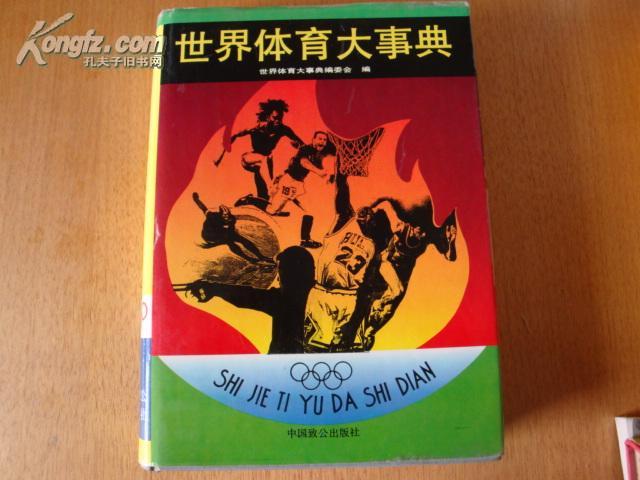 Kongfz.com
孔夫子旧书网
世界体育大事典
世界体育大事典编委会 编
19
BULLS
23
SHI JIE TI YU DA SHI DIAN
中国致公出版社